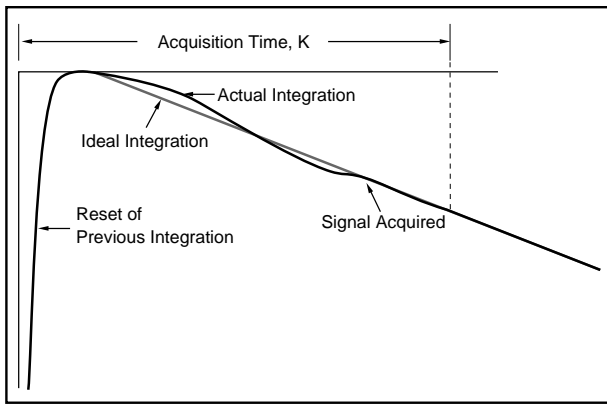 Acquisition Time, K
Actual Integration
Ideal Integration
Signal Acquired
Reset of
Previous Integration